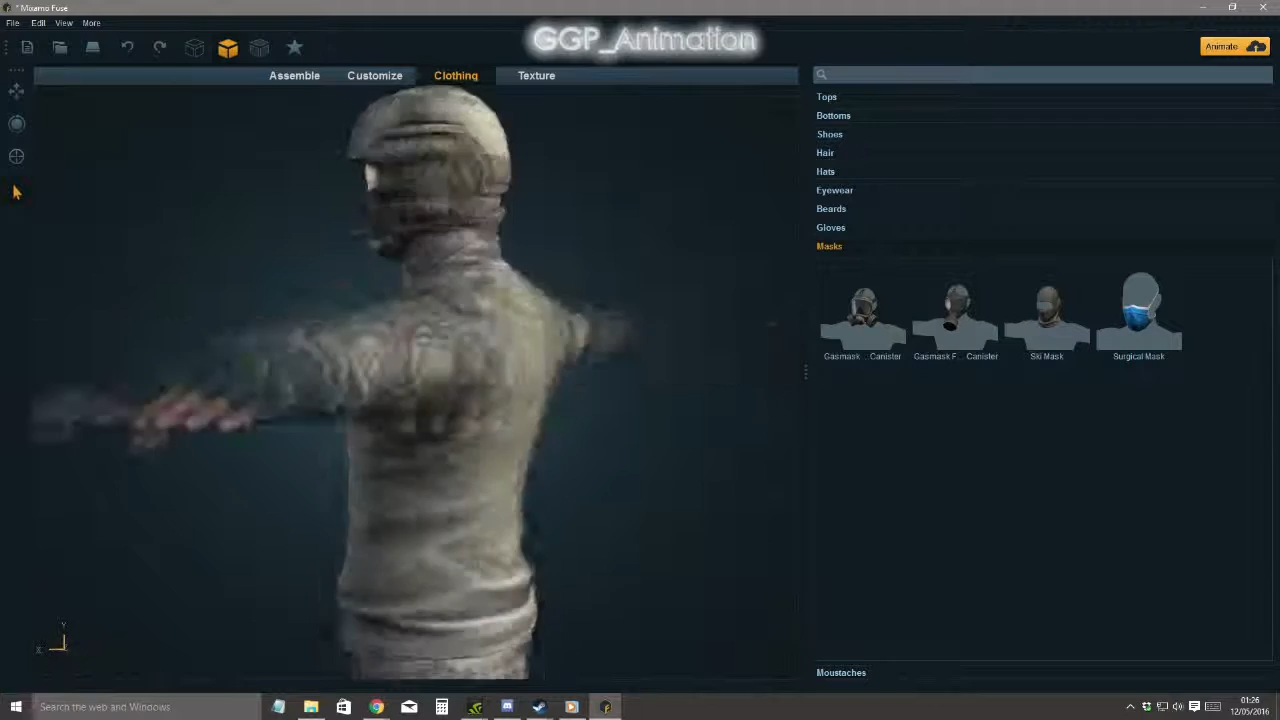 * Mixamo Fuse
File Edit View More
GGP_Animation
Animate
Assemble Customize Clothing Texture
Tops
Bottoms
Shoes
Hair
Hats
Eyewear
Beards
Gloves
Masks
Gasmask ... Canister Gasmask F... Canister Ski Mask Surgical Mask
Moustaches
Y
X
Search the web and Windows
01:26
12/05/2016